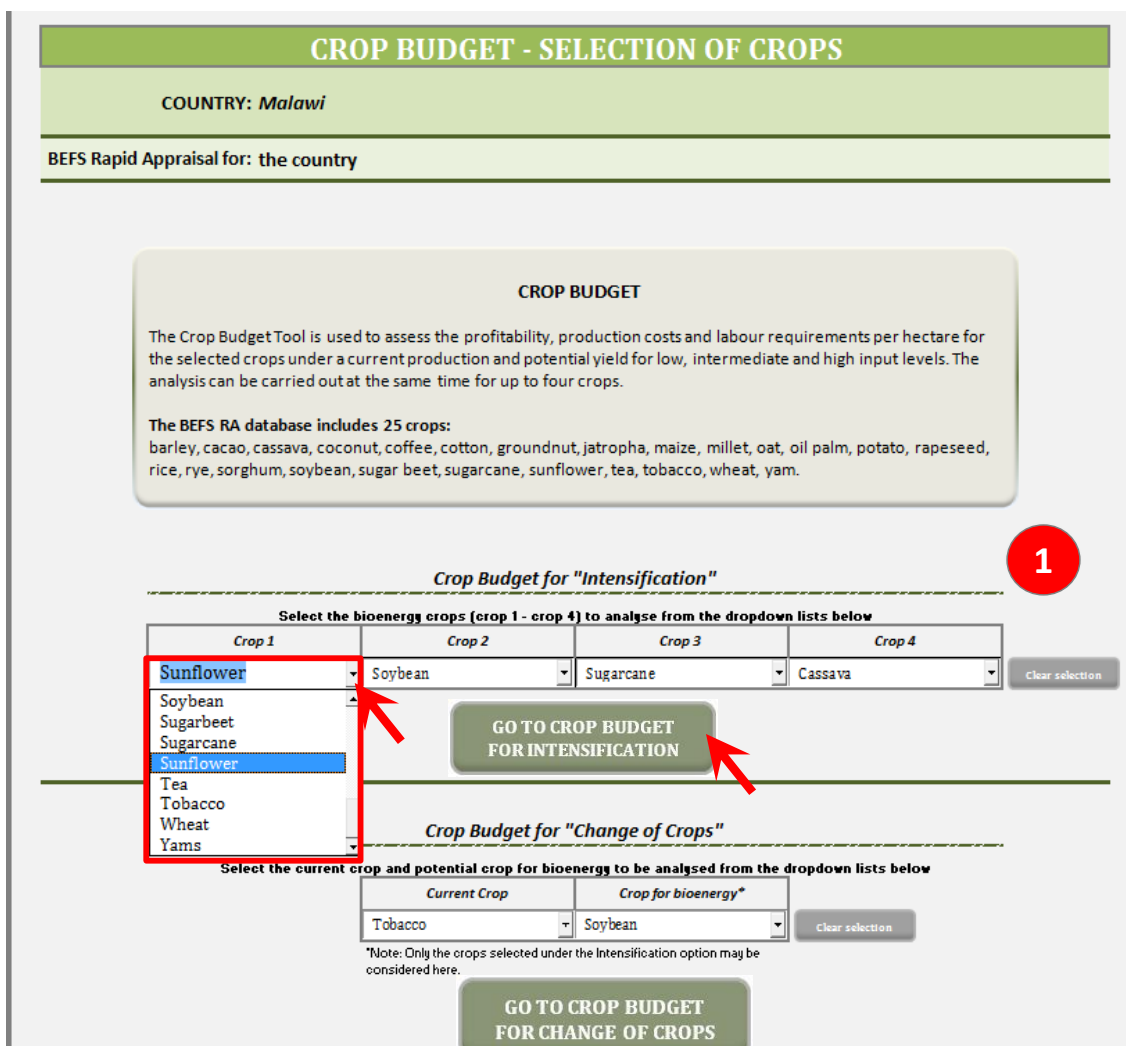 CROP BUDGET - SELECTION OF CROPS
COUNTRY: Malawi
BEFS Rapid Appraisal for: the country
CROP BUDGET
The Crop Budget Tool is used to assess the profitability, production costs and labour requirements per hectare for
the selected crops under a current production and potential yield for low, intermediate and high input levels. The
analysis can be carried out at the same time for up to four crops.
The BEFS RA database includes 25 crops:
barley, cacao, cassava, coconut, coffee, cotton, groundnut, jatropha, maize, millet, oat, oil palm, potato, rapeseed,
rice, rye, sorghum, soybean, sugar beet, sugarcane, sunflower, tea, tobacco, wheat, yam.
1
Crop Budget for "Intensification"
Select the bioenergy crops (crop 1 - crop 4) to analyse from the dropdown lists below
Crop 1 Crop 2 Crop 3 Crop 4
Sunflower Soybean Sugarcane Cassava Clear selection
Soybean
Sugarbeet
Sugarcane
Sunflower
Tea
Tobacco
Wheat
Yams
GO TO CROP BUDGET
FOR INTENSIFICATION
Crop Budget for "Change of Crops"
Select the current crop and potential crop for bioenergy to be analysed from the dropdown lists below
Current Crop Crop for bioenergy*
Tobacco Soybean Clear selection
*Note: Only the crops selected under the Intensification option may be
considered here.
GO TO CROP BUDGET
FOR CHANGE OF CROPS